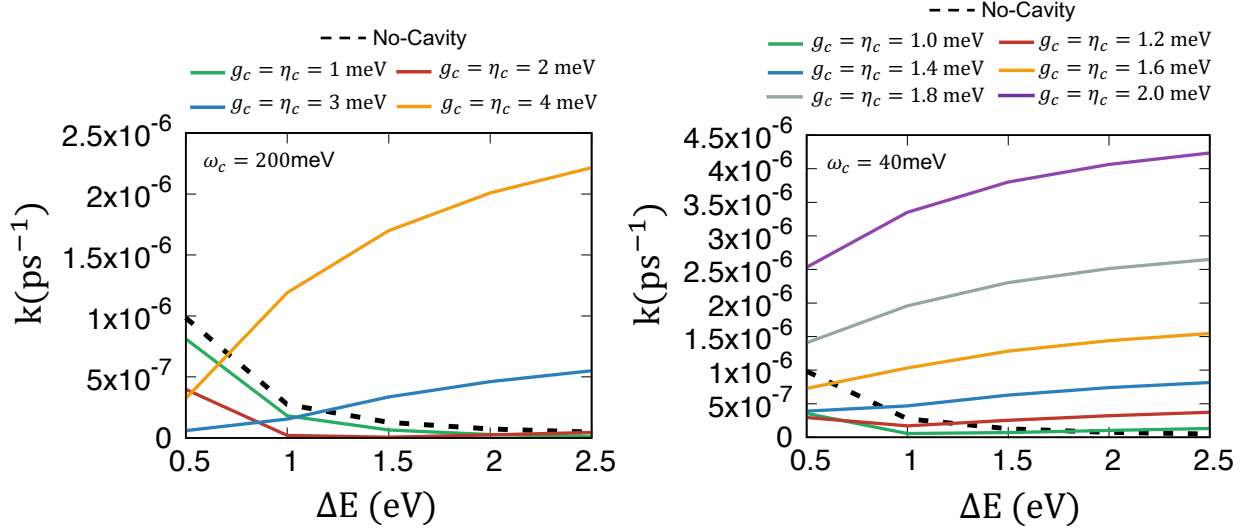 No-Cavity
g_c = η_c = 1 meV
g_c = η_c = 2 meV
g_c = η_c = 3 meV
g_c = η_c = 4 meV
2.5x10⁻⁶
2x10⁻⁶
1.5x10⁻⁶
1x10⁻⁶
5x10⁻⁷
0
k(ps⁻¹)
ω_c = 200meV
0.5 1 1.5 2 2.5
ΔE (eV)
No-Cavity
g_c = η_c = 1.0 meV
g_c = η_c = 1.2 meV
g_c = η_c = 1.4 meV
g_c = η_c = 1.6 meV
g_c = η_c = 1.8 meV
g_c = η_c = 2.0 meV
4.5x10⁻⁶
4x10⁻⁶
3.5x10⁻⁶
4x10⁻⁶
2.5x10⁻⁶
2x10⁻⁶
1.4x10⁻⁶
1x10⁻⁶
5x10⁻⁷
0
k(ps⁻¹)
ω_c = 40meV
0.5 1 1.5 2 2.5
ΔE (eV)